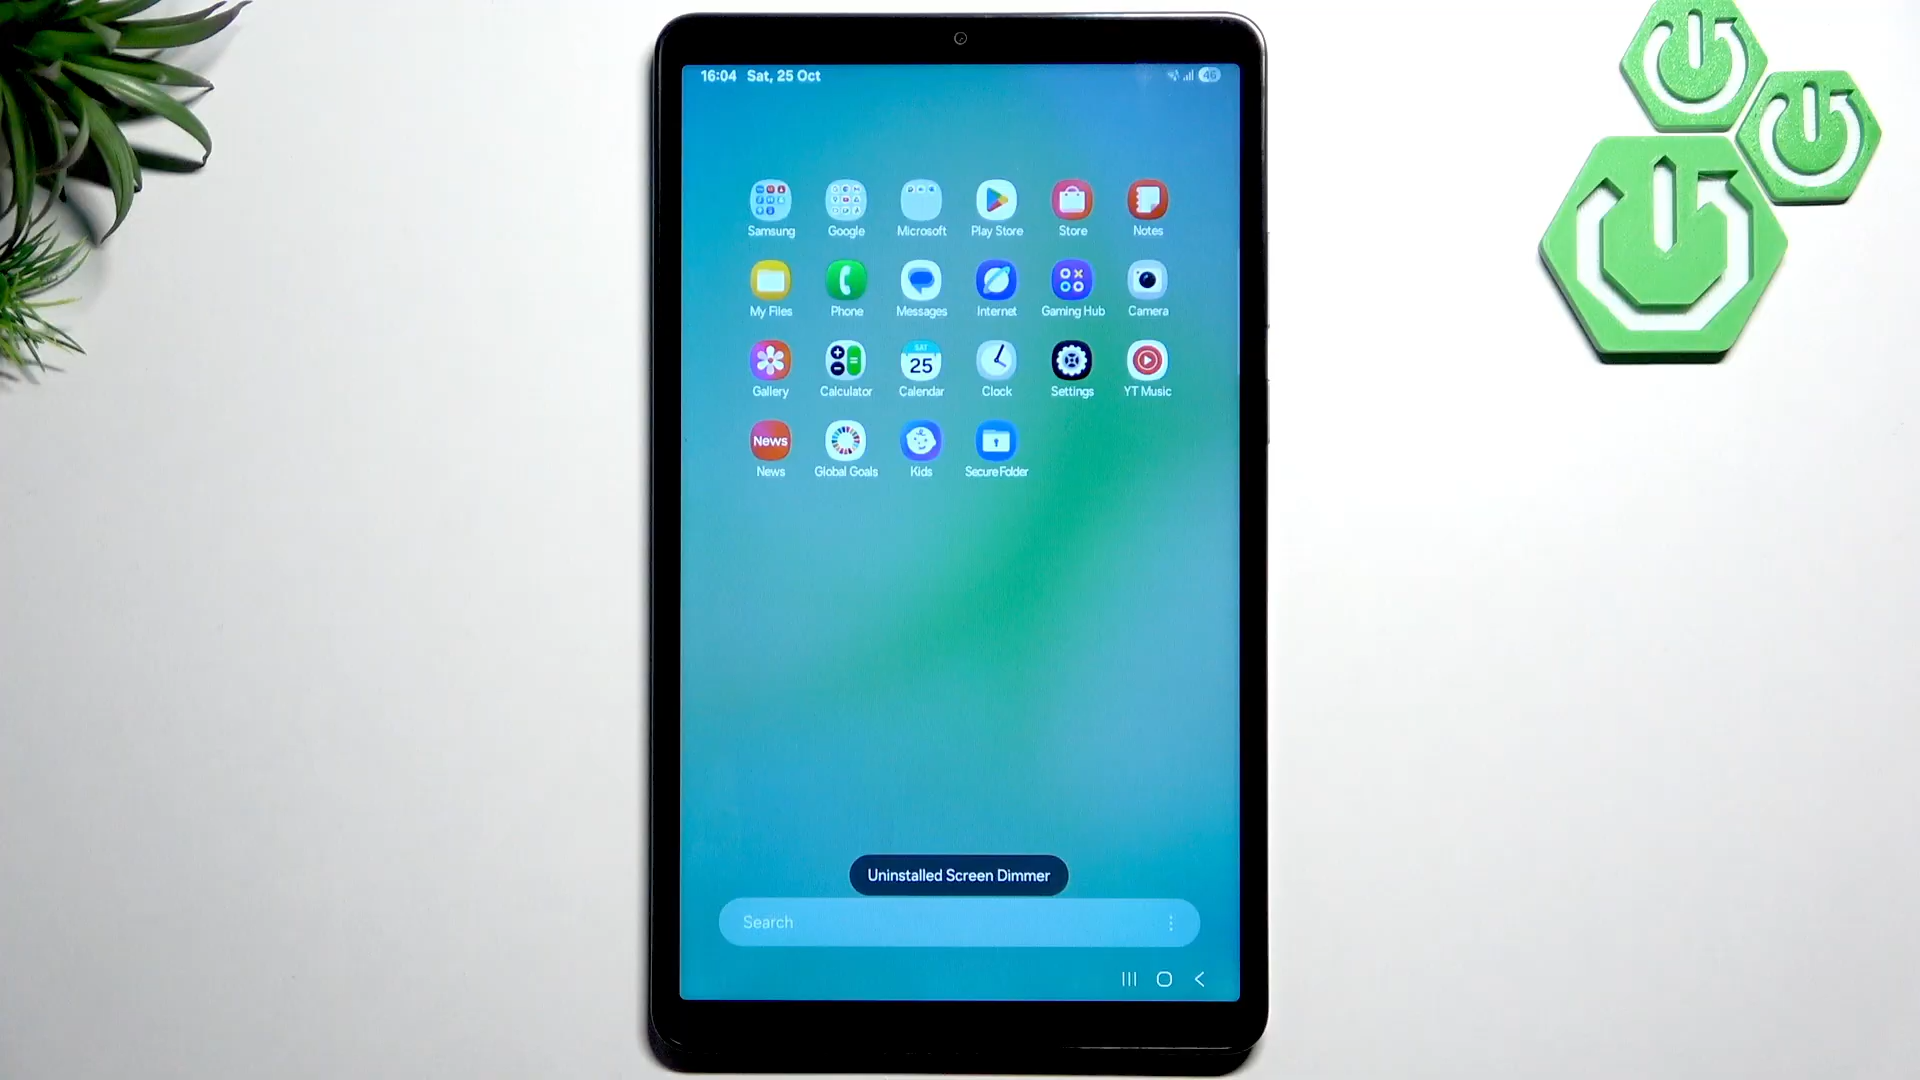 16:04 Sat, 25 Oct
46
Samsung Google Microsoft Play Store Store Notes
My Files Phone Messages Internet Gaming Hub Camera
SAT
25
Gallery Calculator Calendar Clock Settings YT Music
News
News Global Goals Kids Secure Folder
Uninstalled Screen Dimmer
Search